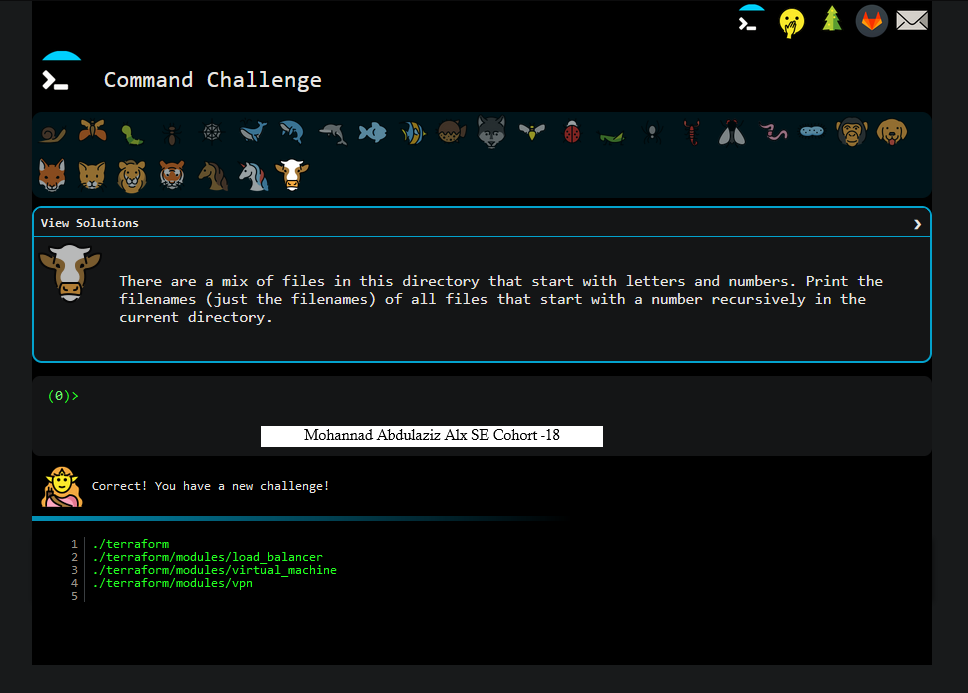 Command Challenge
View Solutions ❯
There are a mix of files in this directory that start with letters and numbers. Print the
filenames (just the filenames) of all files that start with a number recursively in the
current directory.
(0)>
Mohannad Abdulaziz Alx SE Cohort -18
Correct! You have a new challenge!
1 ./terraform
2 ./terraform/modules/load_balancer
3 ./terraform/modules/virtual_machine
4 ./terraform/modules/vpn
5